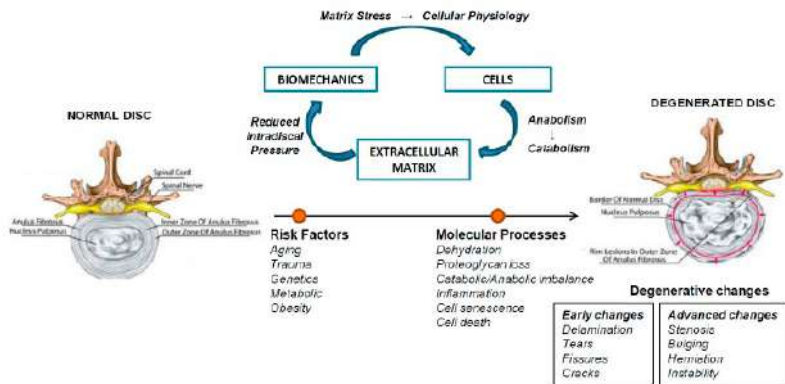 Matrix Stress → Cellular Physiology
BIOMECHANICS
CELLS
NORMAL DISC
DEGENERATED DISC
Reduced
Intradiscal
Pressure
EXTRACELLULAR
MATRIX
Anabolism
↓
Catabolism
Spinal Cord
Spinal Nerve
Anulus Fibrosus
Nucleus Pulposus
Inner Zone Of Anulus Fibrosus
Outer Zone Of Anulus Fibrosus
Border Of Normal Disc
Nucleus Pulposus
Rim Lesions In Outer Zone
Of Anulus Fibrosus
Risk Factors
Aging
Trauma
Genetics
Metabolic
Obesity
Molecular Processes
Dehydration
Proteoglycan loss
Catabolic/Anabolic imbalance
Inflammation
Cell senescence
Cell death
Degenerative changes
Early changes
Delamination
Tears
Fissures
Cracks
Advanced changes
Stenosis
Bulging
Herniation
Instability